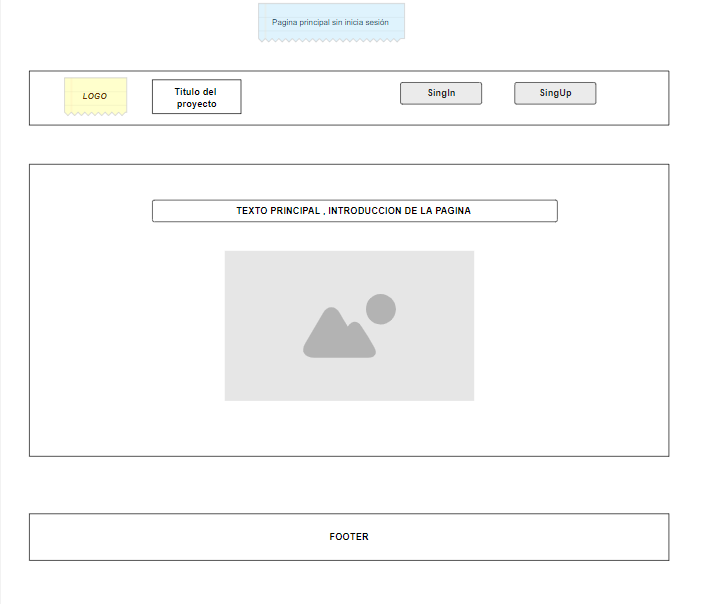 Pagina principal sin inicia sesión
LOGO
Titulo del
proyecto
SingIn
SingUp
TEXTO PRINCIPAL , INTRODUCCION DE LA PAGINA
FOOTER